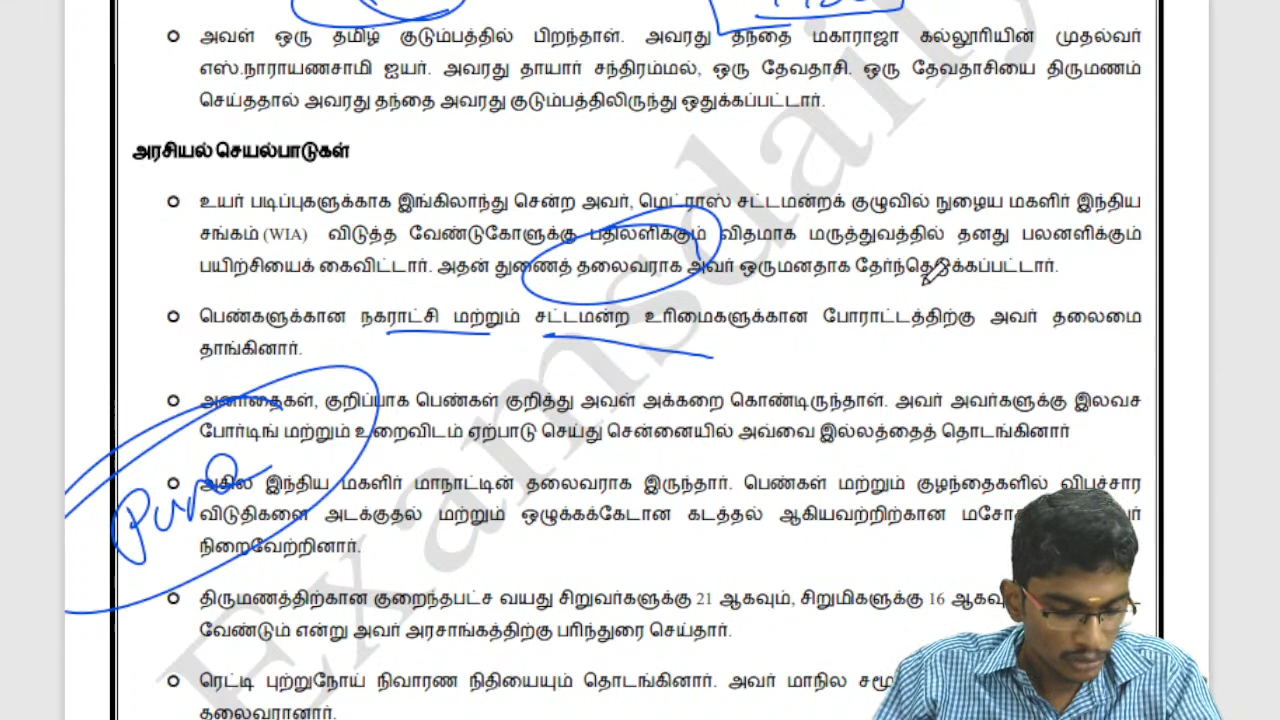 அவள் ஒரு தமிழ் குடும்பத்தில் பிறந்தாள். அவரது தந்தை மகாராஜா கல்லூரியின் முதல்வர்
எஸ்.நாராயணசாமி ஐயர். அவரது தாயார் சந்திரம்மல், ஒரு தேவதாசி. ஒரு தேவதாசியை திருமணம்
செய்ததால் அவரது தந்தை அவரது குடும்பத்திலிருந்து ஒதுக்கப்பட்டார்.
அரசியல் செயல்பாடுகள்
உயர் படிப்புகளுக்காக இங்கிலாந்து சென்ற அவர், மெட்ராஸ் சட்டமன்றக் குழுவில் நுழைய மகளிர் இந்திய
சங்கம் (WIA) விடுத்த வேண்டுகோளுக்கு பதிலளிக்கும் விதமாக மருத்துவத்தில் தனது பலனளிக்கும்
பயிற்சியைக் கைவிட்டார். அதன் துணைத் தலைவராக அவர் ஒருமனதாக தேர்ந்தெடுக்கப்பட்டார்.
பெண்களுக்கான நகராட்சி மற்றும் சட்டமன்ற உரிமைகளுக்கான போராட்டத்திற்கு அவர் தலைமை
தாங்கினார்.
அனாதைகள், குறிப்பாக பெண்கள் குறித்து அவள் அக்கறை கொண்டிருந்தாள். அவர் அவர்களுக்கு இலவச
போர்டிங் மற்றும் உறைவிடம் ஏற்பாடு செய்து சென்னையில் அவ்வை இல்லத்தைத் தொடங்கினார்
அகில இந்திய மகளிர் மாநாட்டின் தலைவராக இருந்தார். பெண்கள் மற்றும் குழந்தைகளில் விபச்சார
விடுதிகளை அடக்குதல் மற்றும் ஒழுக்கக்கேடான கடத்தல் ஆகியவற்றிற்கான
நிறைவேற்றினார்.
திருமணத்திற்கான குறைந்தபட்ச வயது சிறுவர்களுக்கு 21 ஆகவும், சிறுமிகளுக்கு 16
வேண்டும் என்று அவர் அரசாங்கத்திற்கு பரிந்துரை செய்தார்.
ரெட்டி புற்றுநோய் நிவாரண நிதியையும் தொடங்கினார். அவர் மாநில
தலைவரானார்.
Examsdaily